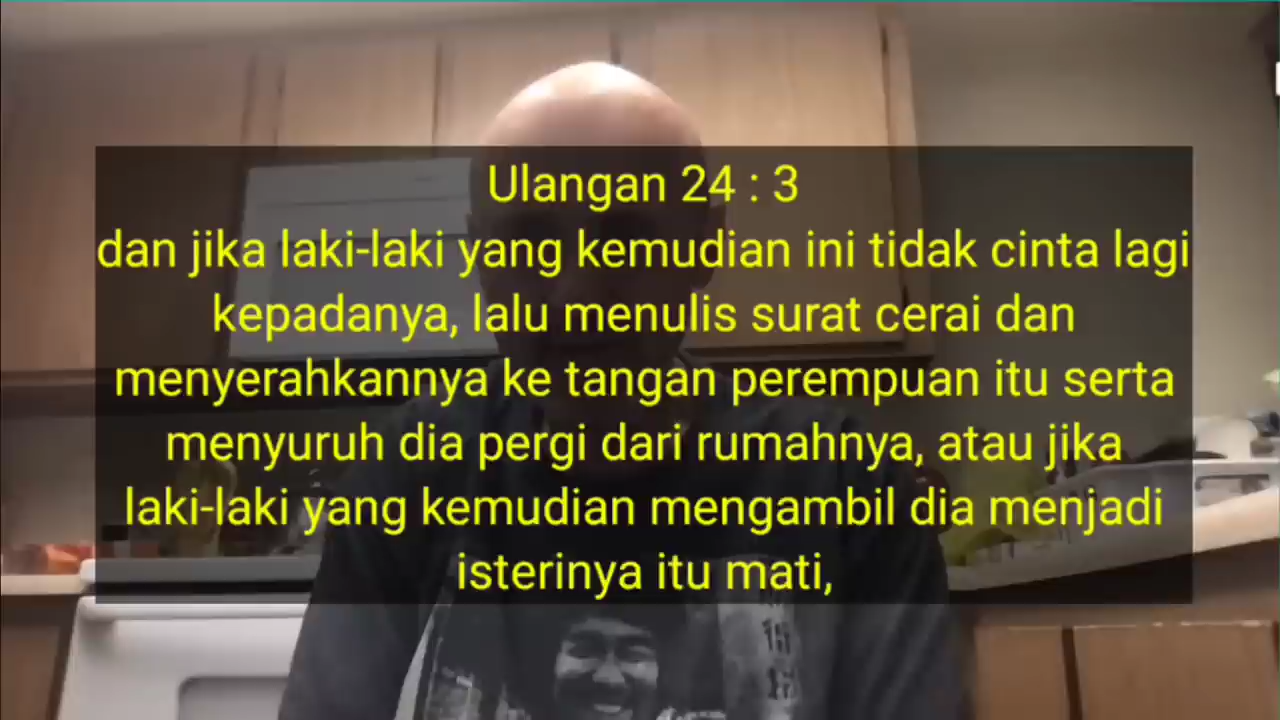 Ulangan 24 : 3
dan jika laki-laki yang kemudian ini tidak cinta lagi
kepadanya, lalu menulis surat cerai dan
menyerahkannya ke tangan perempuan itu serta
menyuruh dia pergi dari rumahnya, atau jika
laki-laki yang kemudian mengambil dia menjadi
isterinya itu mati,